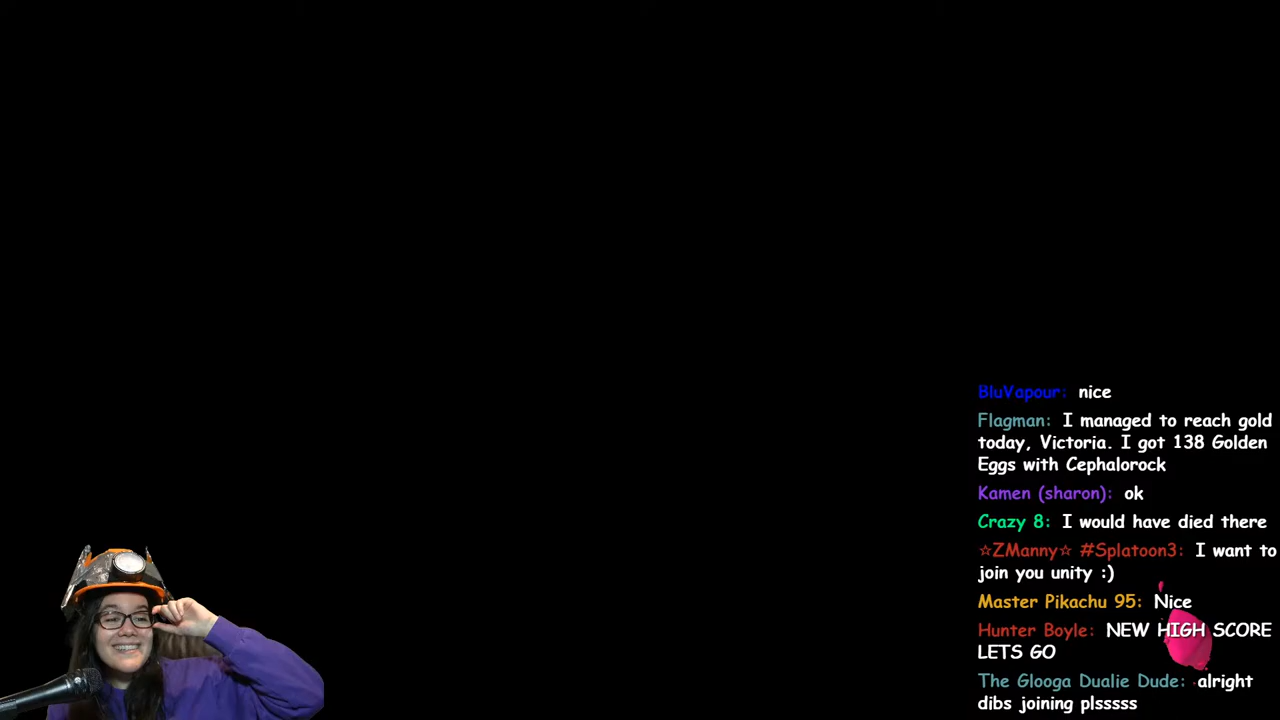 BluVapour: nice
Flagman: I managed to reach gold
today, Victoria. I got 138 Golden
Eggs with Cephalorock
Kamen (sharon): ok
Crazy 8: I would have died there
☆ZManny☆ #Splatoon3: I want to
join you unity :)
Master Pikachu 95: Nice
Hunter Boyle: NEW HIGH SCORE
LETS GO
The Glooga Dualie Dude: alright
dibs joining plsssss